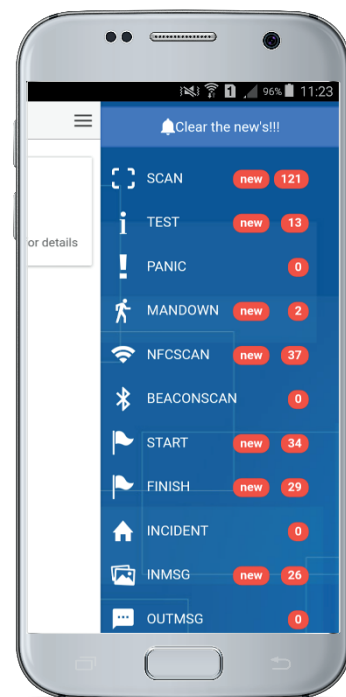 1 96% 11:23
Clear the new's!!!
SCAN new 121
TEST new 13
or details
PANIC 0
MANDOWN new 2
NFCSCAN new 37
BEACONSCAN 0
START new 34
FINISH new 29
INCIDENT 0
INMSG new 26
OUTMSG 0